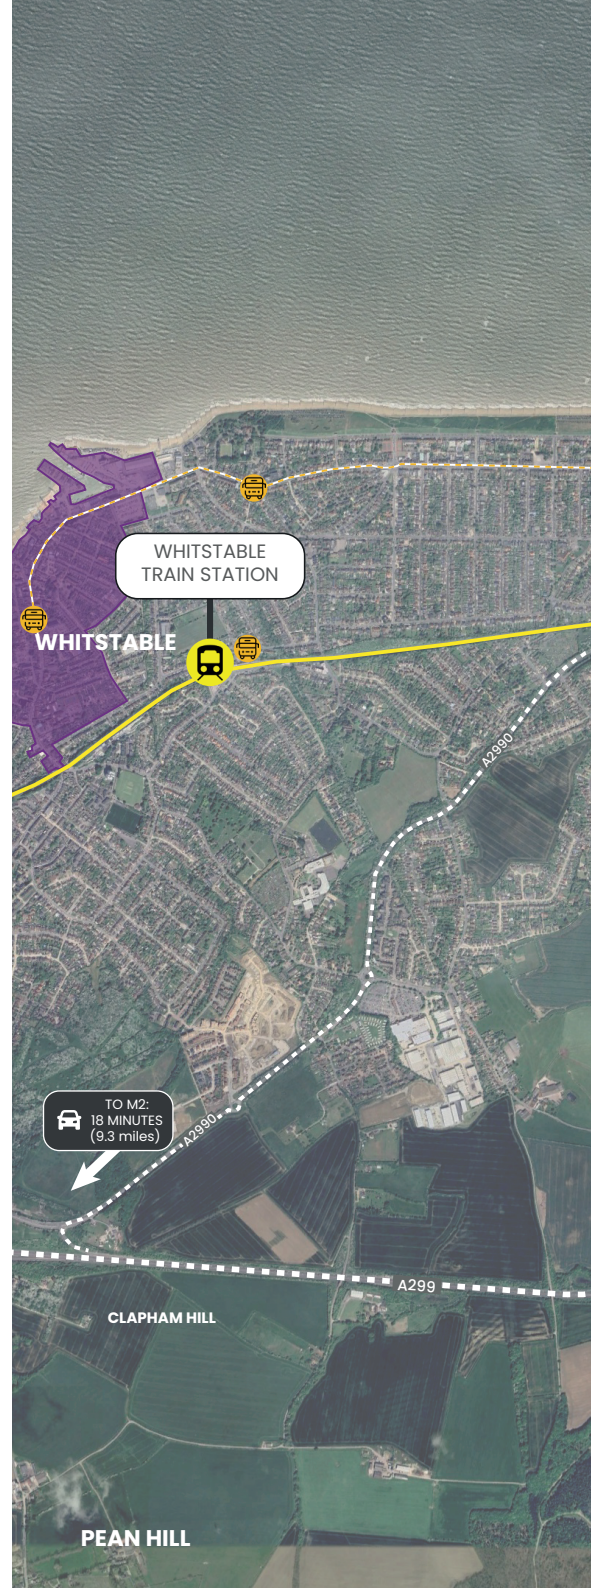 WHITSTABLE
TRAIN STATION
WHITSTABLE
A2990
TO M2:
18 MINUTES
(9.3 miles)
A2990
A299
CLAPHAM HILL
PEAN HILL